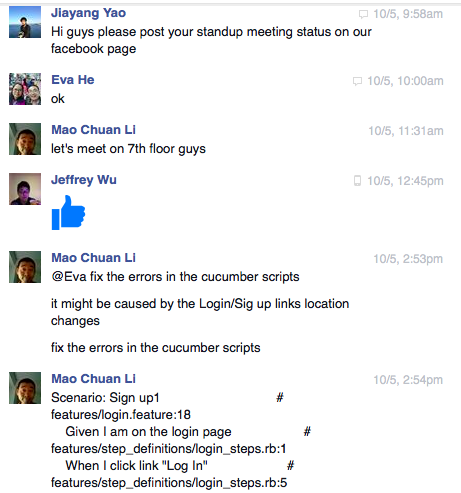 Jiayang Yao 10/5, 9:58am
Hi guys please post your standup meeting status on our
facebook page
Eva He 10/5, 10:00am
ok
Mao Chuan Li 10/5, 11:31am
let's meet on 7th floor guys
Jeffrey Wu 10/5, 12:45pm
Mao Chuan Li 10/5, 2:53pm
@Eva fix the errors in the cucumber scripts
it might be caused by the Login/Sig up links location
changes
fix the errors in the cucumber scripts
Mao Chuan Li 10/5, 2:54pm
Scenario: Sign up1 #
features/login.feature:18
Given I am on the login page #
features/step_definitions/login_steps.rb:1
When I click link "Log In" #
features/step_definitions/login_steps.rb:5